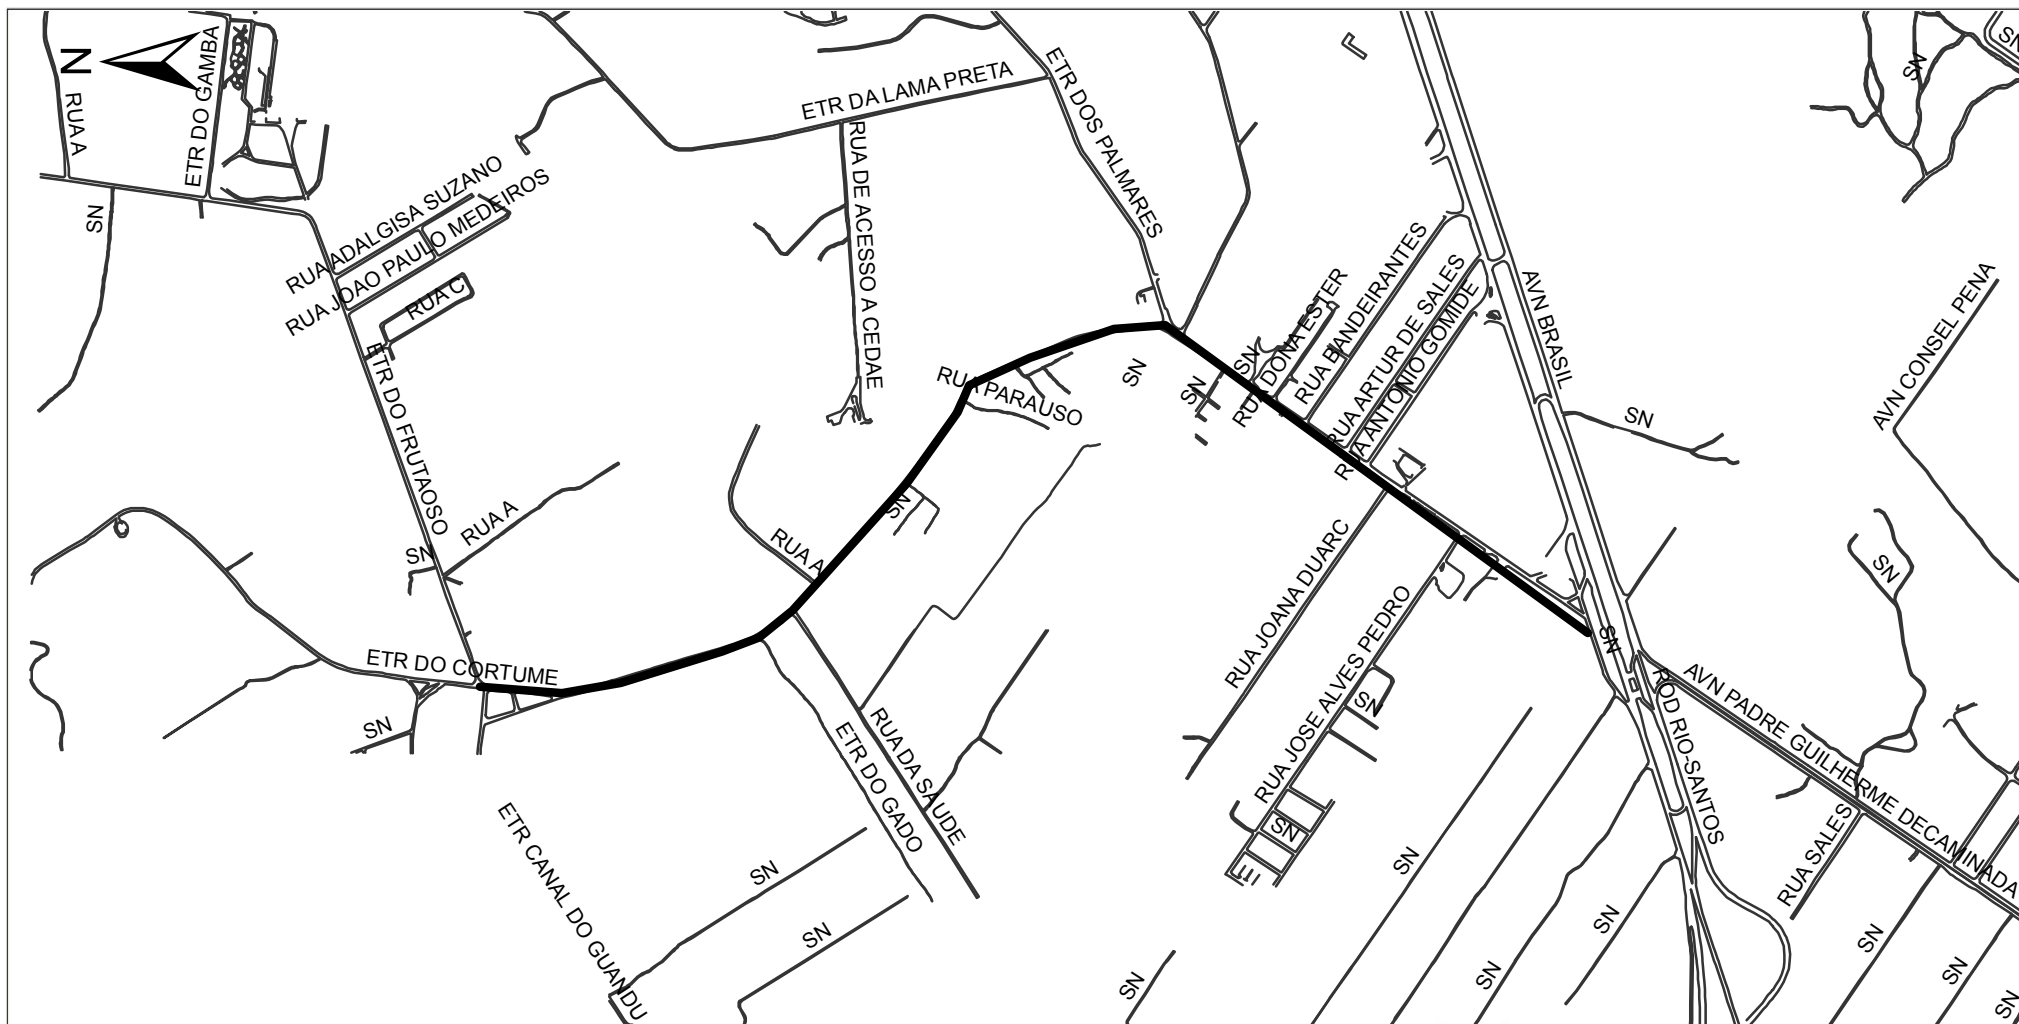 N
RUA A
ETR DO GAMBA
SN
RUA ADALGISA SUZANO
RUA JOAO PAULO MEDEIROS
RUA C
ETR DO FRUTAOSO
RUA A
SN
ETR DO CORTUME
SN
ETR DA LAMA PRETA
RUA DE ACESSO A CEDAE
ETR DOS PALMARES
RUA PARAUSO
SN
SN
SN
RUA DONA ESTER
RUA BANDEIRANTES
RUA ARTUR DE SALES
RUA ANTONIO GOMIDE
AVN BRASIL
SN
AVN CONSEL PENA
SN
SN
SN
RUA A
SN
RUA JOANA DUARC
RUA JOSE ALVES PEDRO
SN
SN
SN
ROD RIO-SANTOS
AVN PADRE GUILHERME DECAMINADA
RUA SALES
ETR DO GADO
RUA DA SAUDE
ETR CANAL DO GUANDU
SN
SN
SN
SN
SN
SN
SN
SN
SN